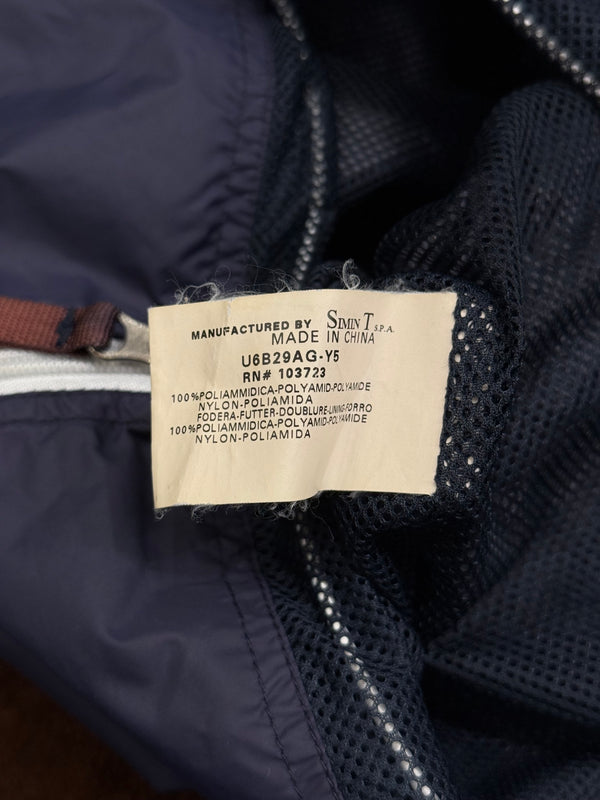 MANUFACTURED BY SIMIN T S.P.A.
MADE IN CHINA
U6B29AG-Y5
RN# 103723
100%POLIAMMIDICA-POLYAMID-POLYAMIDE
NYLON-POLIAMIDA
FODERA-FUTTER-DOUBLURE-LINING-FORRO
100%POLIAMMIDICA-POLYAMID-POLYAMIDE
NYLON-POLIAMIDA